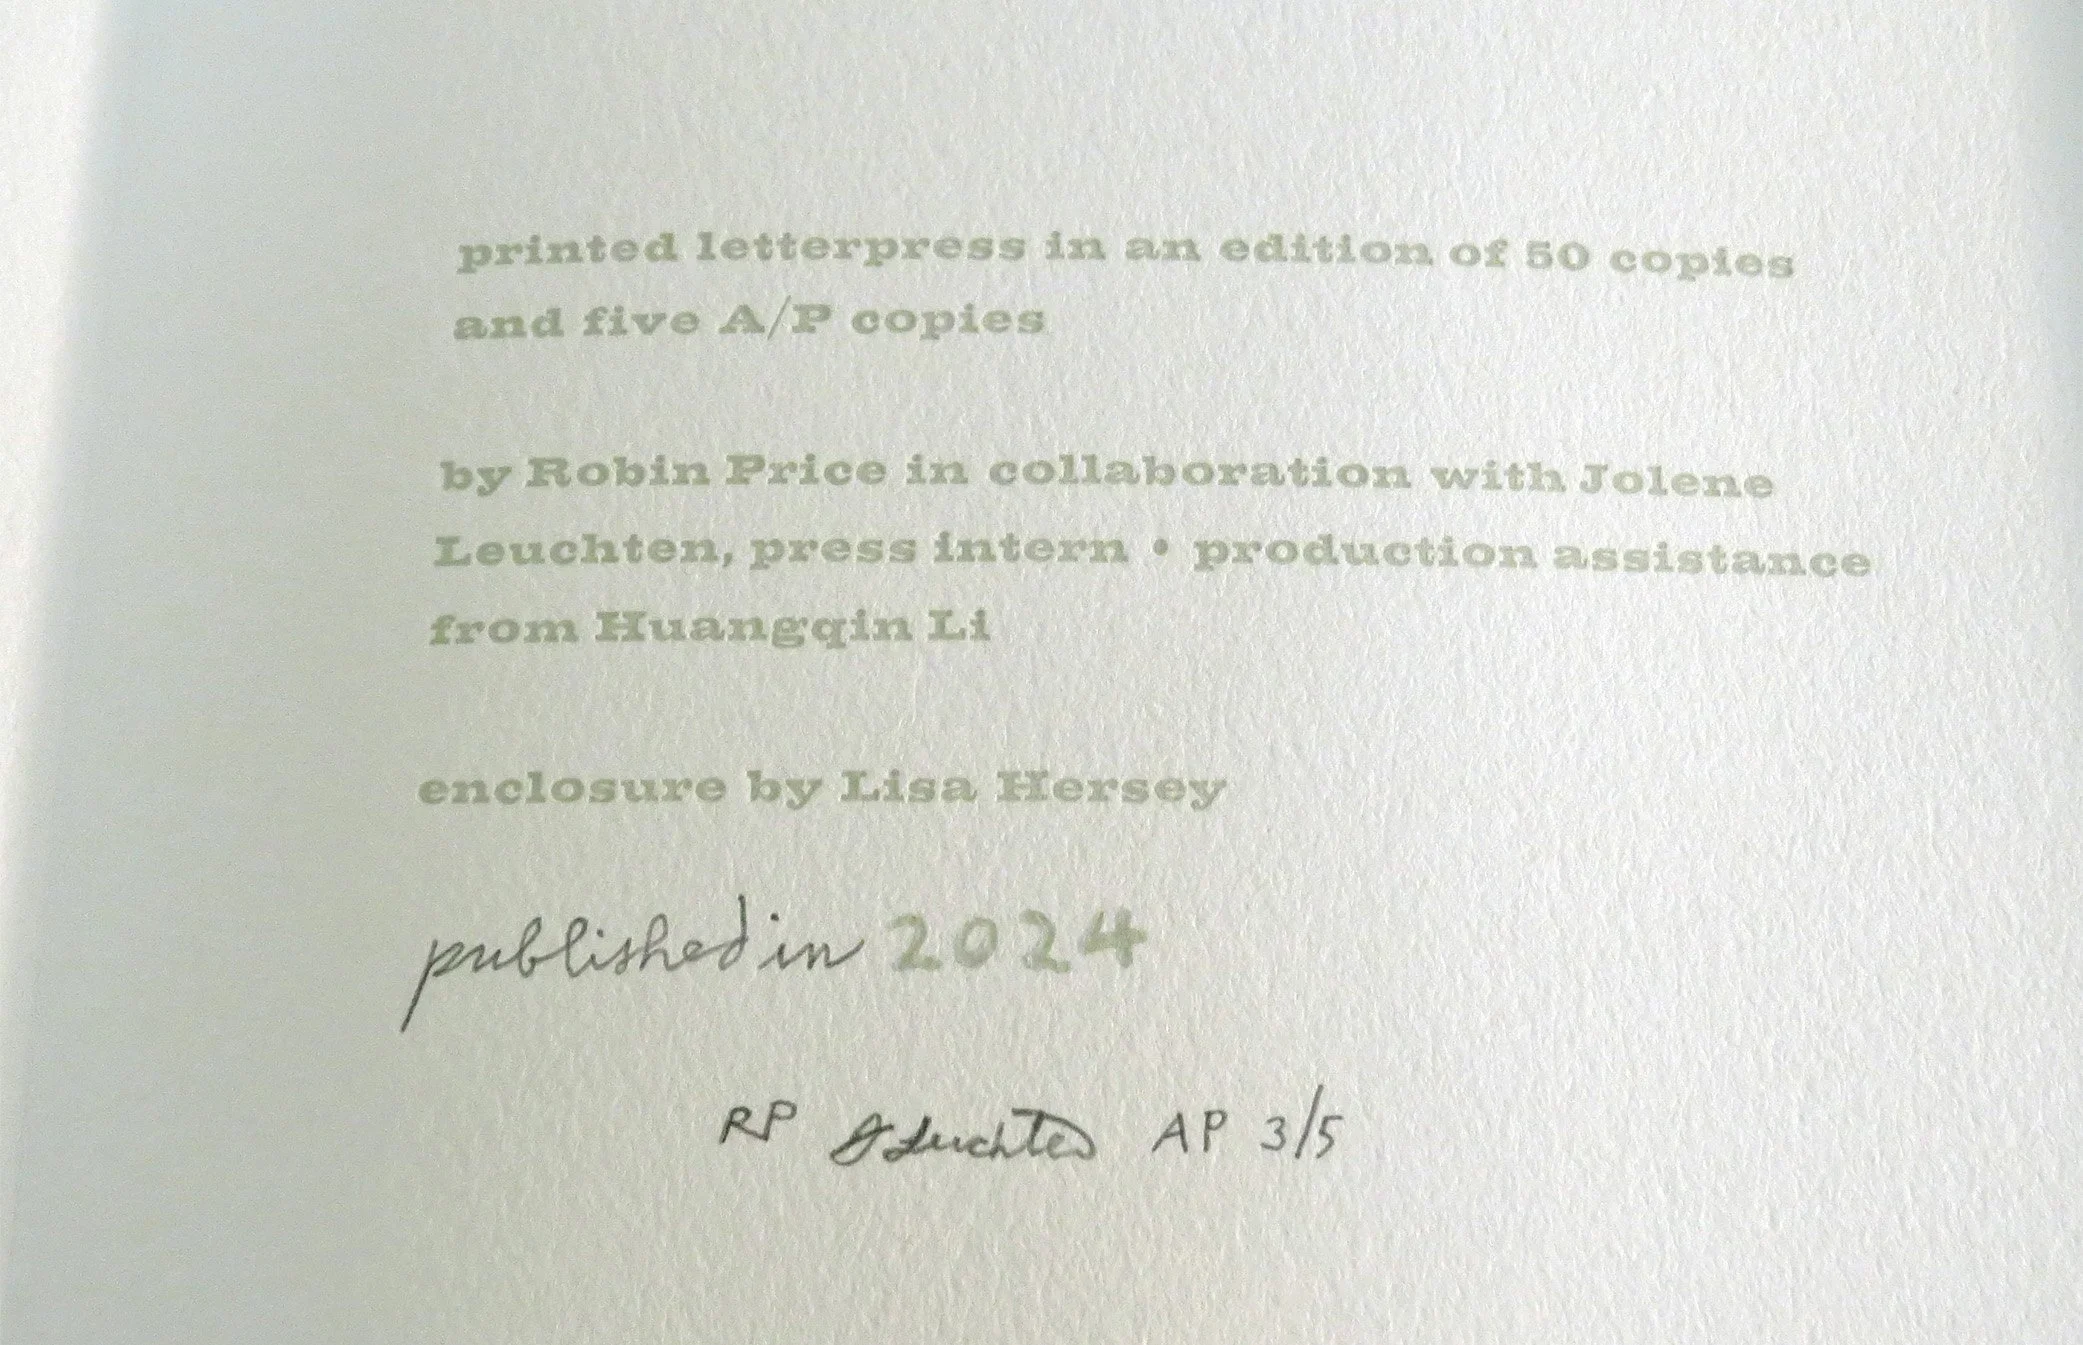 printed letterpress in an edition of 50 copies
and five A/P copies
by Robin Price in collaboration with Jolene
Leuchten, press intern • production assistance
from Huangqin Li
enclosure by Lisa Hersey
published in 2024
RP J Leuchten AP 3/5